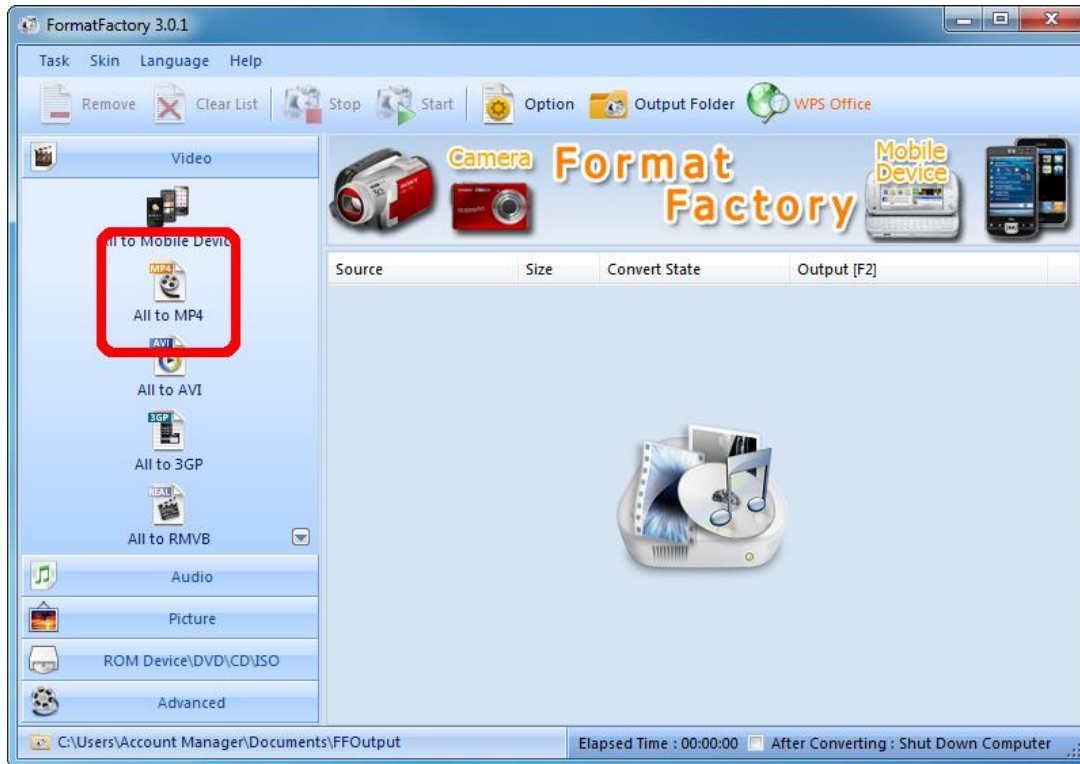 FormatFactory 3.0.1
Task Skin Language Help
Remove Clear List Stop Start Option Output Folder WPS Office
Video
All to Mobile Devic
MP4
All to MP4
AVI
All to AVI
3GP
All to 3GP
REAL
All to RMVB
Audio
Picture
ROM Device\DVD\CD\ISO
Advanced
Camera Format Factory Mobile Device
Source Size Convert State Output [F2]
C:\Users\Account Manager\Documents\FFOutput Elapsed Time : 00:00:00 After Converting : Shut Down Computer